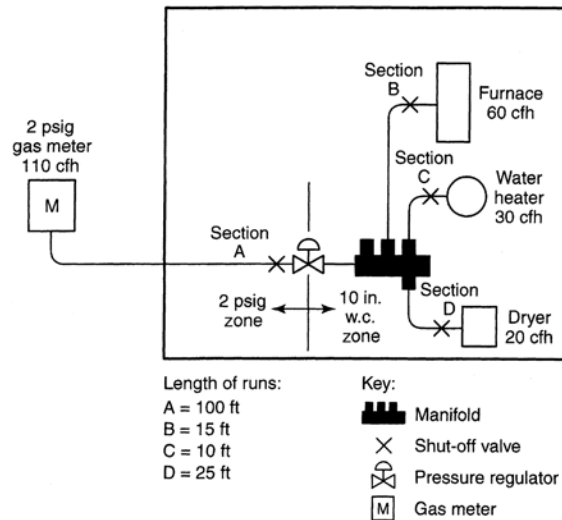 2 psig
gas meter
110 cfh
M
Section
A
2 psig
zone
10 in.
w.c.
zone
Section
B
Furnace
60 cfh
Section
C
Water
heater
30 cfh
Section
D
Dryer
20 cfh
Length of runs:
A = 100 ft
B = 15 ft
C = 10 ft
D = 25 ft
Key:
Manifold
Shut-off valve
Pressure regulator
M
Gas meter